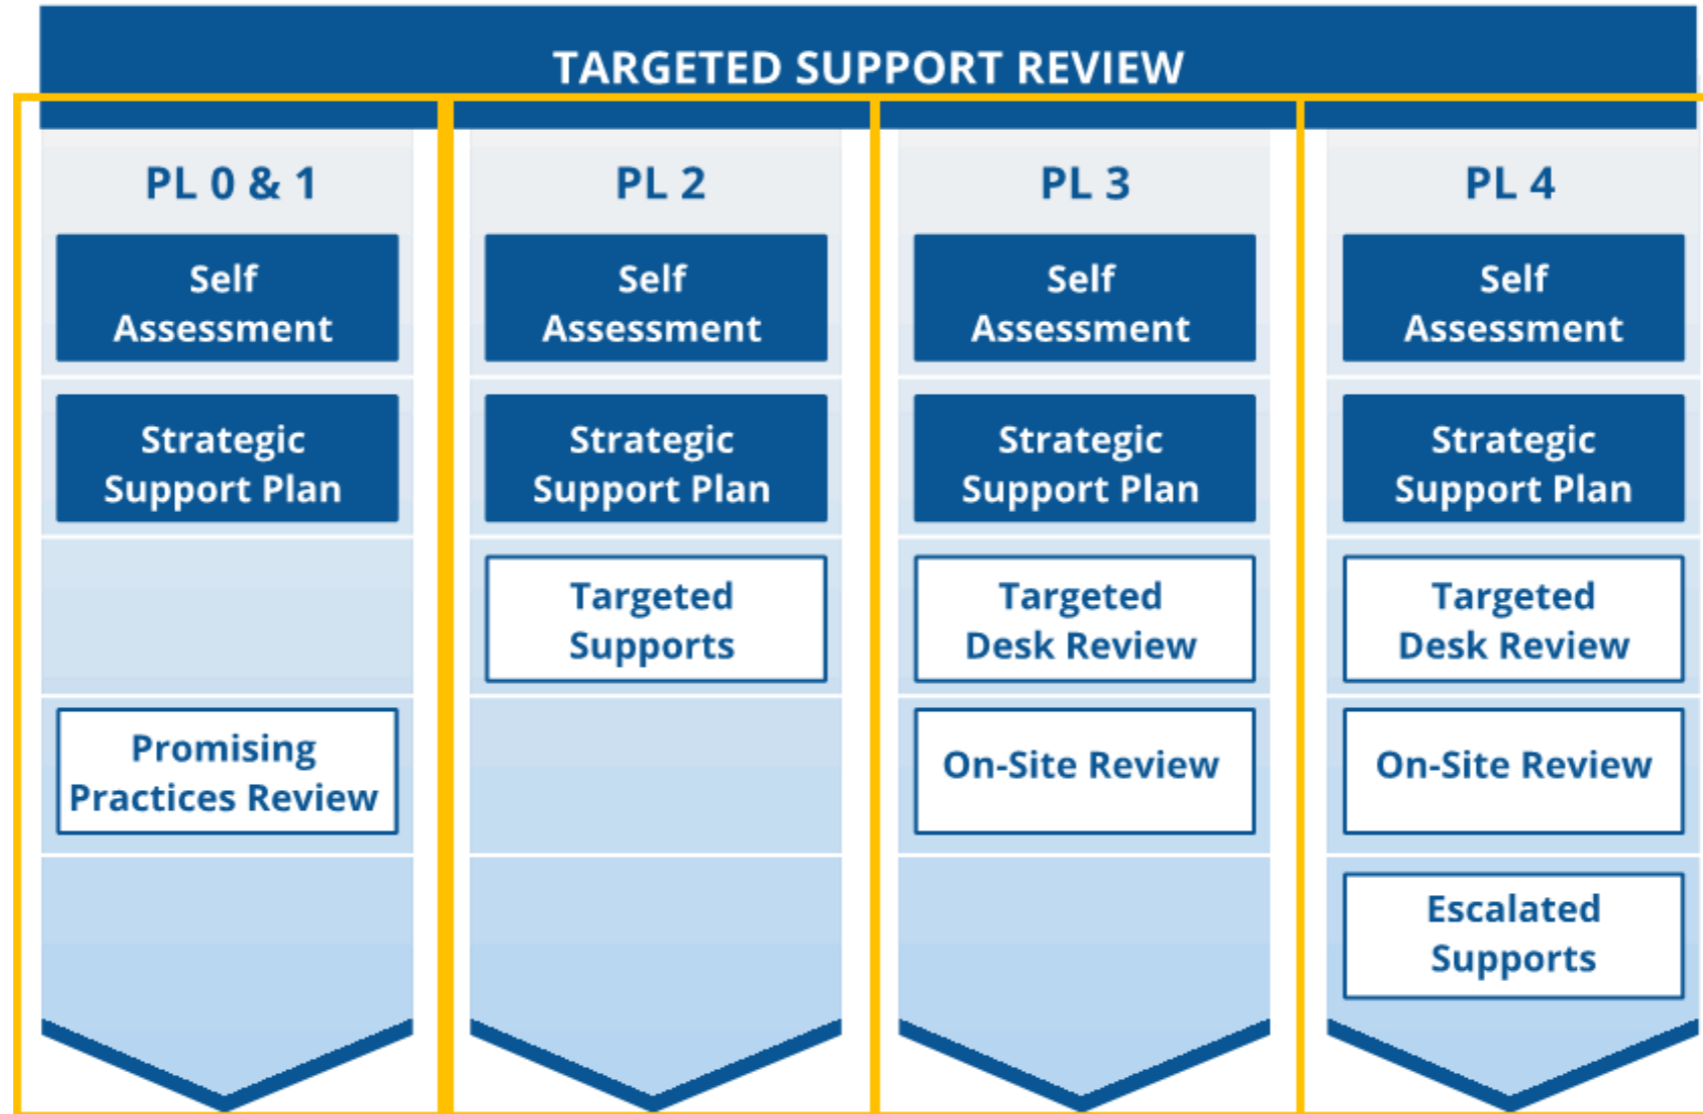 TARGETED SUPPORT REVIEW
PL 0 & 1
Self
Assessment
Strategic
Support Plan
Promising
Practices Review
PL 2
Self
Assessment
Strategic
Support Plan
Targeted
Supports
PL 3
Self
Assessment
Strategic
Support Plan
Targeted
Desk Review
On-Site Review
PL 4
Self
Assessment
Strategic
Support Plan
Targeted
Desk Review
On-Site Review
Escalated
Supports